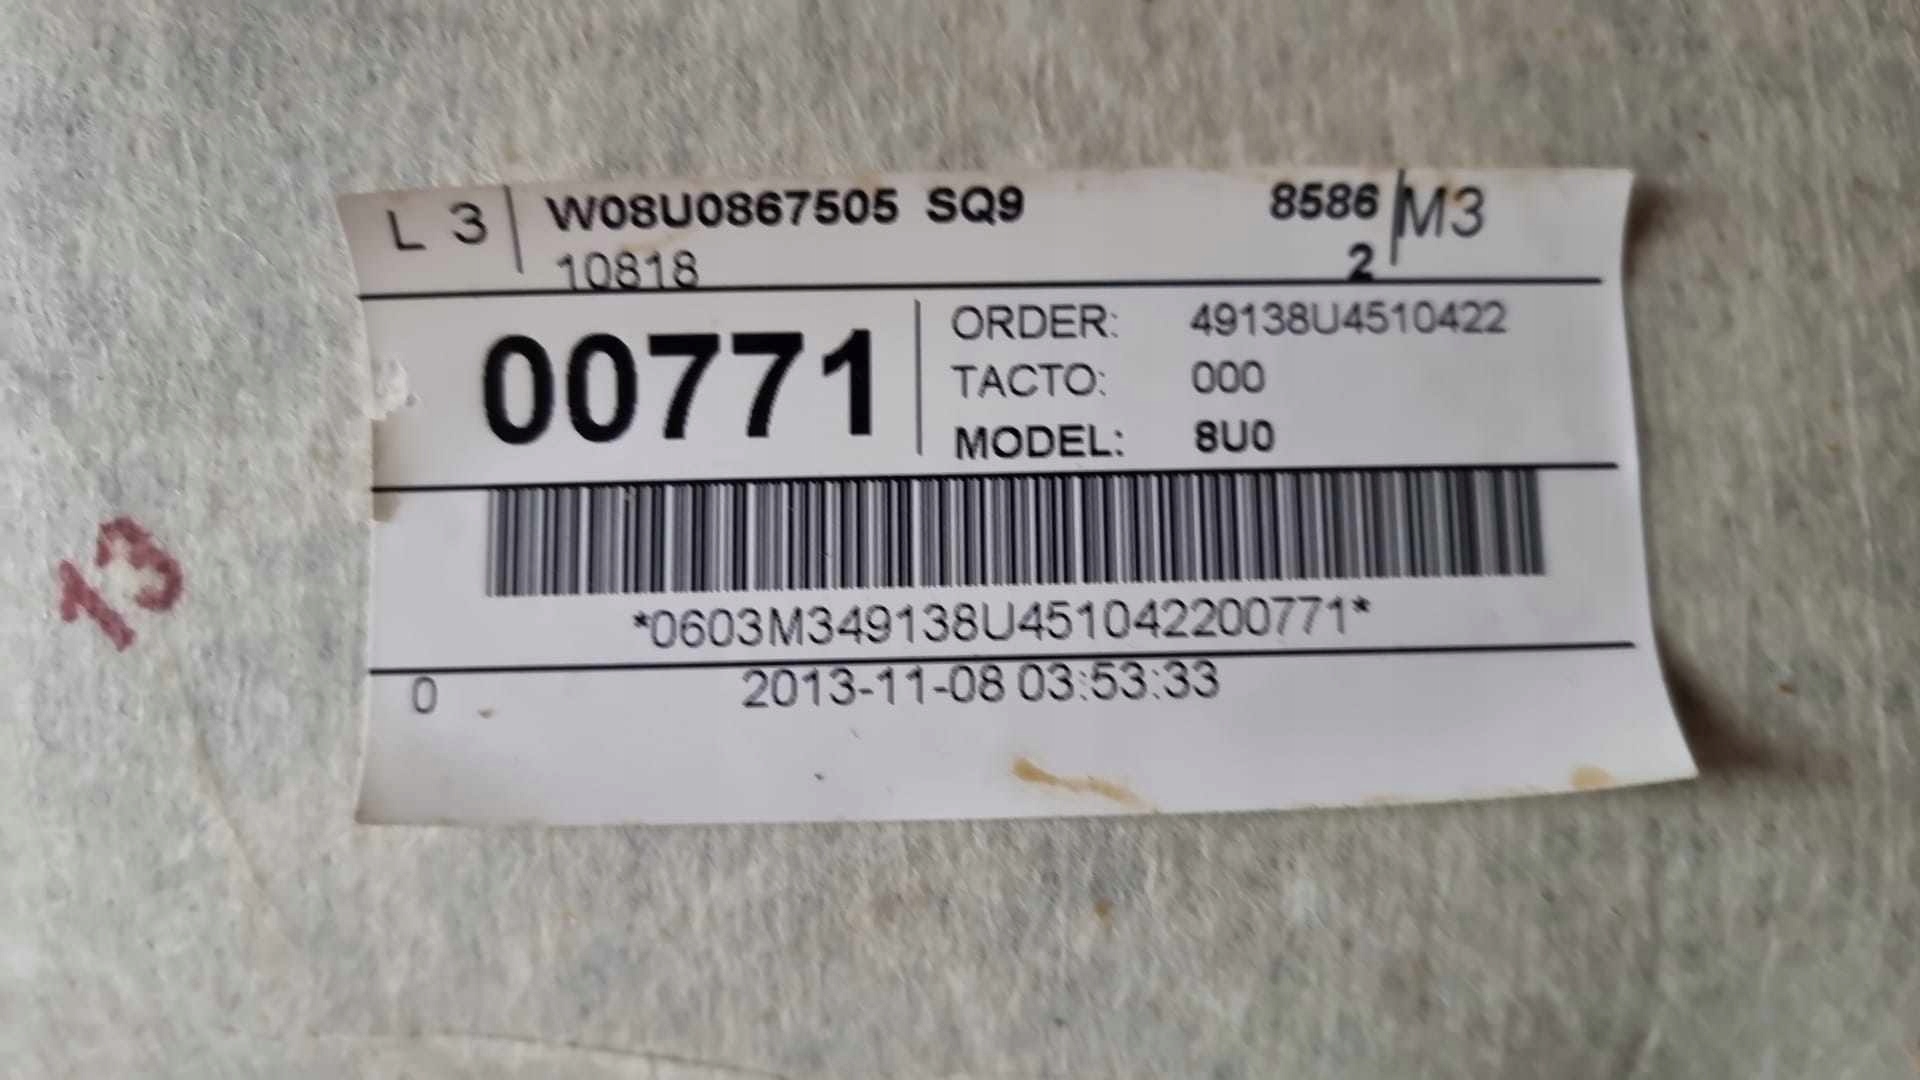 L 3 W08U0867505 SQ9 8586 M3
10818 2
00771
ORDER: 49138U4510422
TACTO: 000
MODEL: 8U0
*0603M349138U451042200771*
0 2013-11-08 03:53:33
13